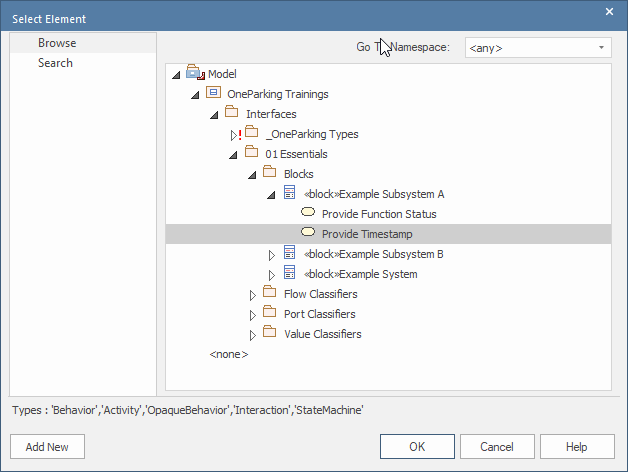 Select Element
Browse
Search
Go T Namespace:
<any>
Model
OneParking Trainings
Interfaces
_OneParking Types
01 Essentials
Blocks
«block»Example Subsystem A
Provide Function Status
Provide Timestamp
«block»Example Subsystem B
«block»Example System
Flow Classifiers
Port Classifiers
Value Classifiers
<none>
Types : 'Behavior','Activity','OpaqueBehavior','Interaction','StateMachine'
Add New
OK
Cancel
Help